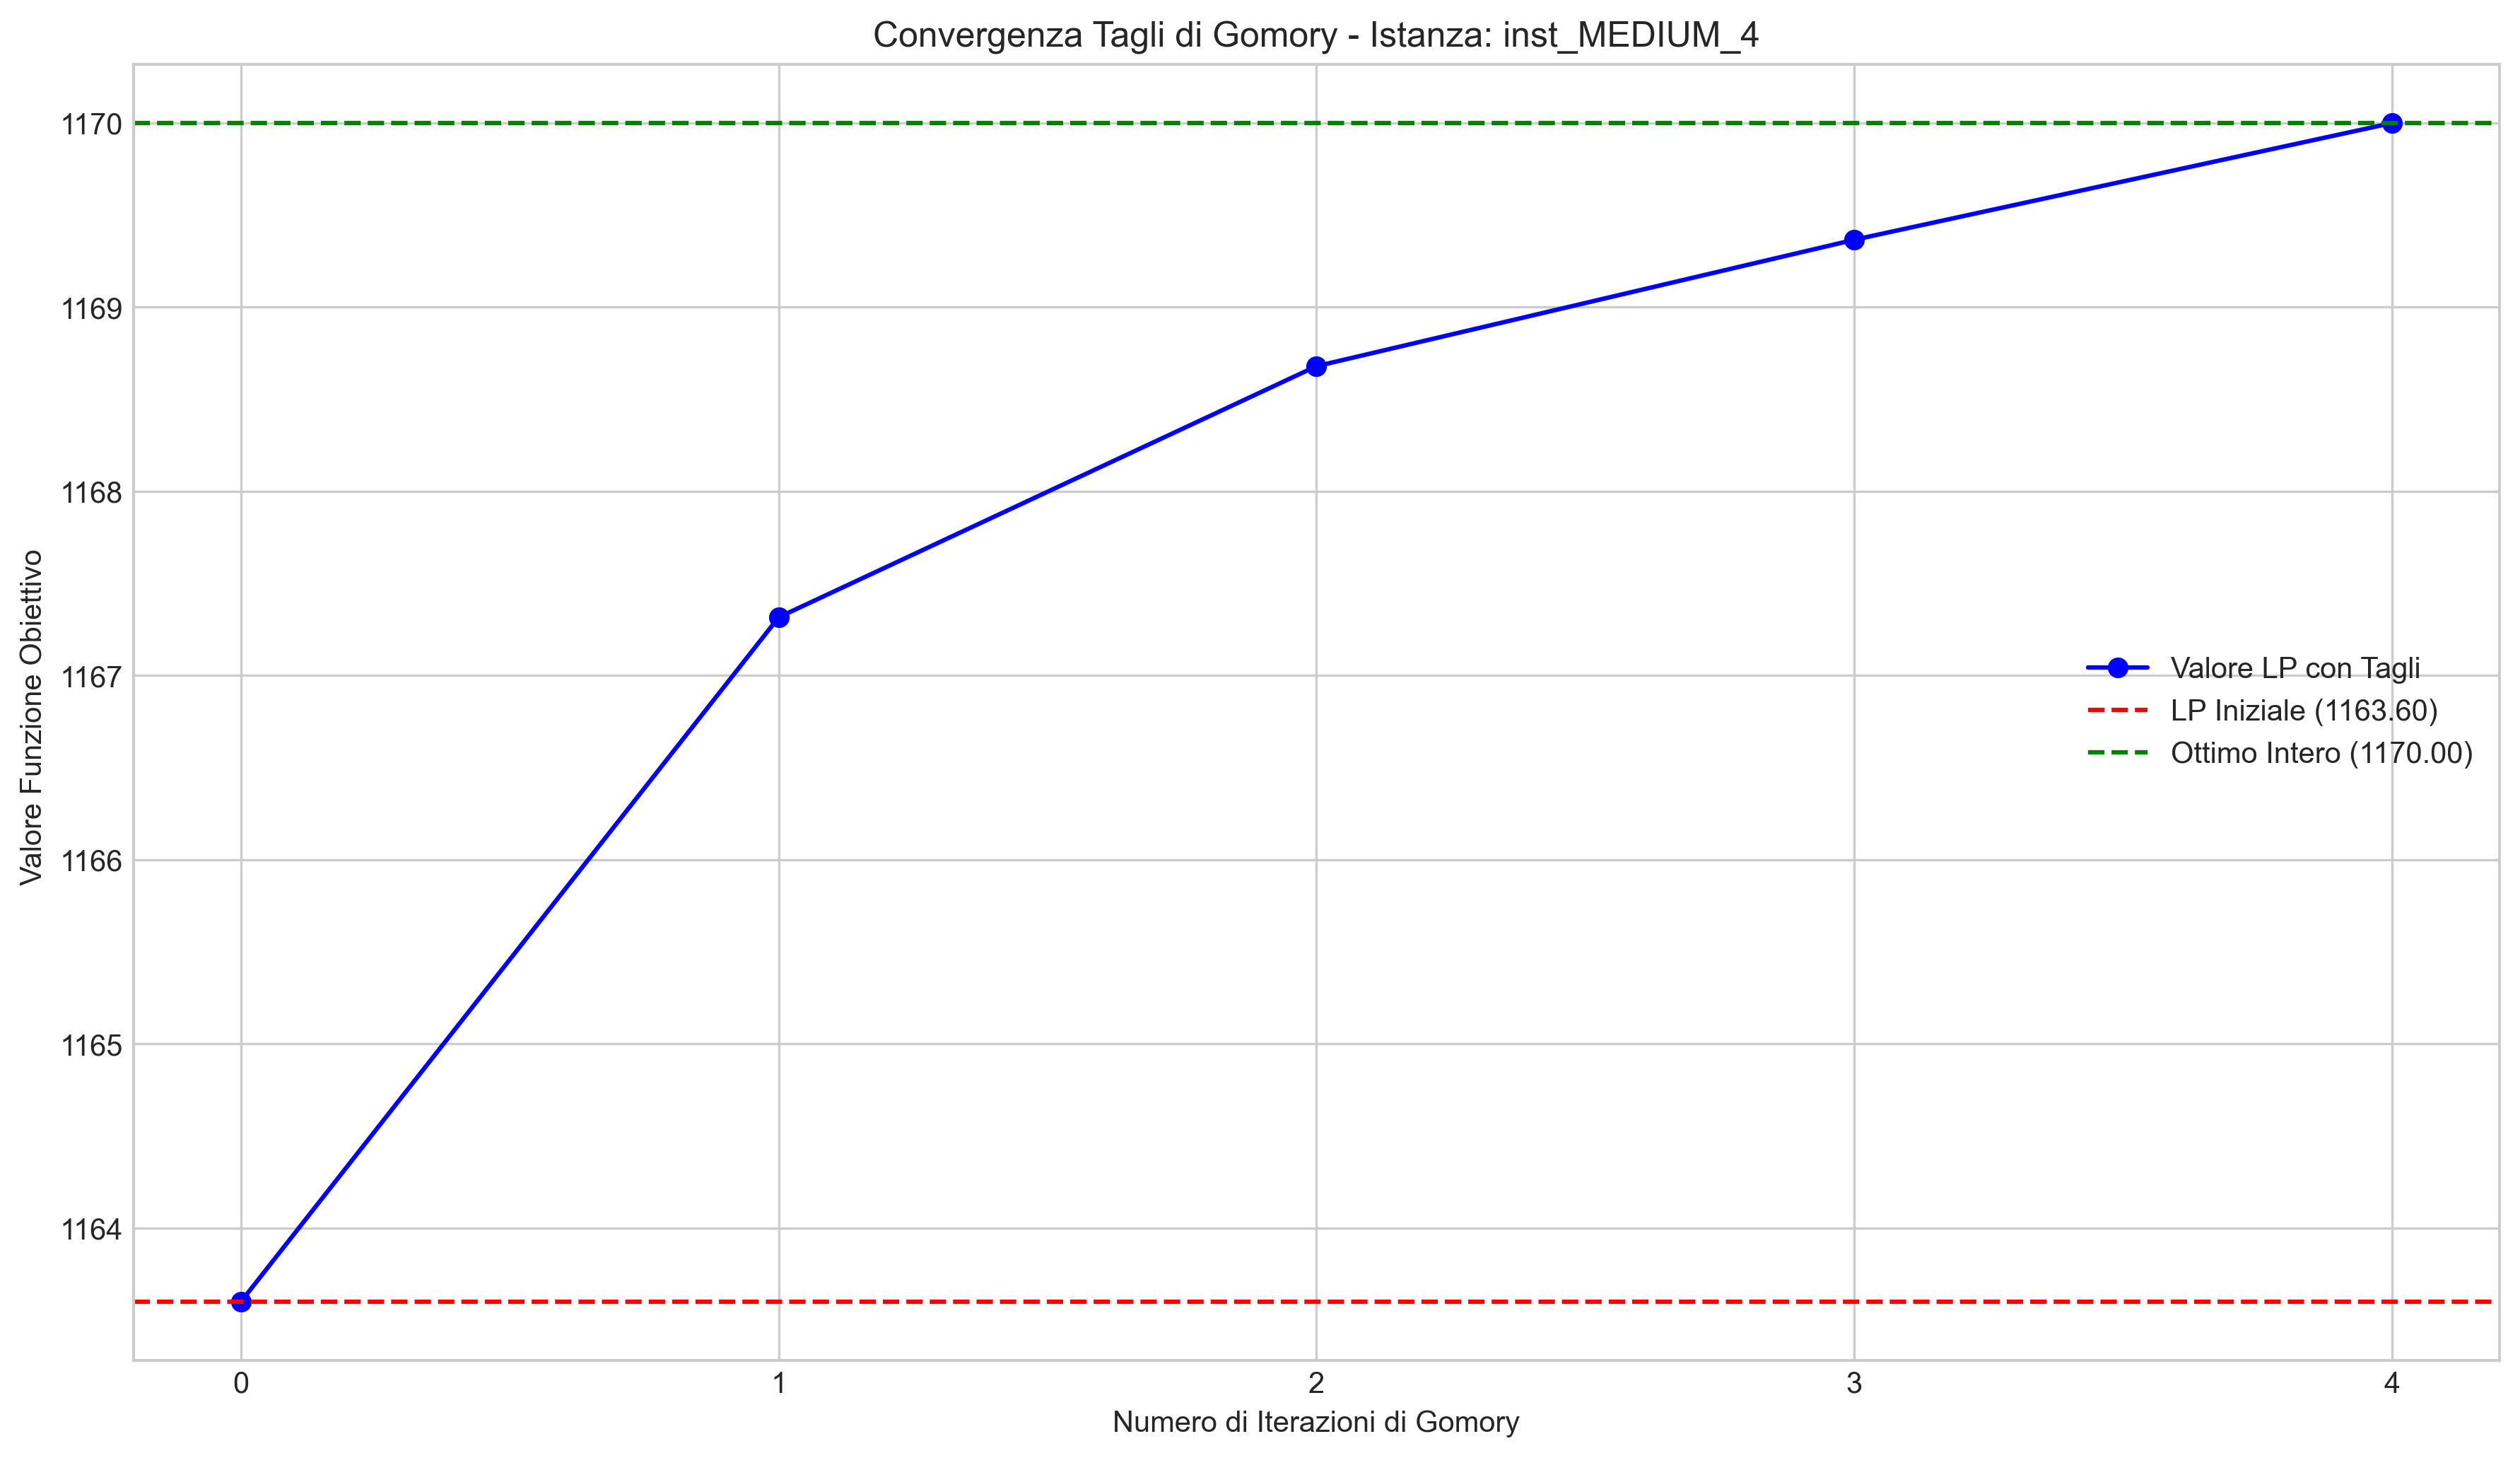 Convergenza Tagli di Gomory - Istanza: inst_MEDIUM_4
Valore Funzione Obiettivo
1170
1169
1168
1167
1166
1165
1164
Valore LP con Tagli
LP Iniziale (1163.60)
Ottimo Intero (1170.00)
0 1 2 3 4
Numero di Iterazioni di Gomory